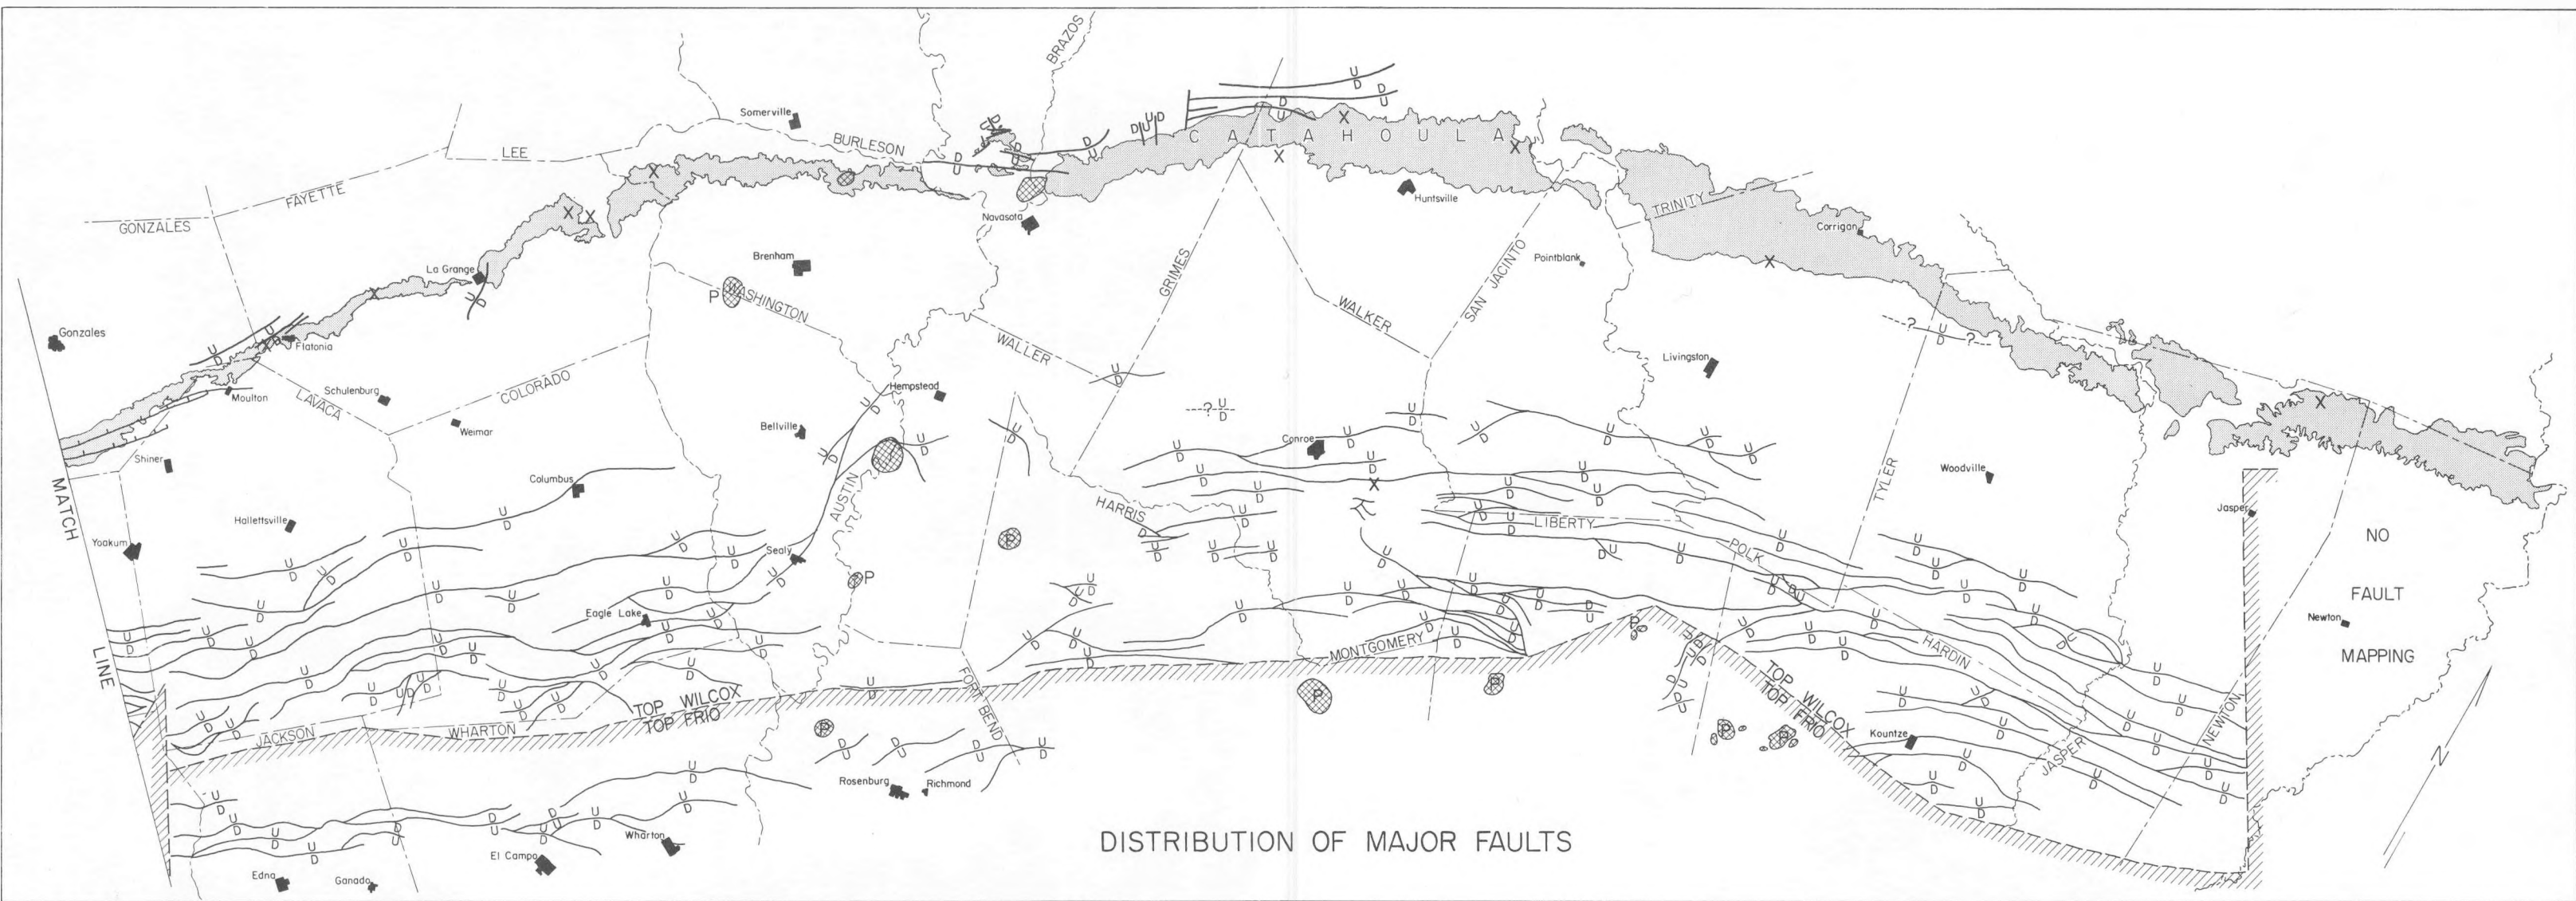 BRAZOS
Somerville
BURLESON
LEE
CATAHOULA
FAYETTE
GONZALES
Navasota
Huntsville
TRINITY
Corrigan
La Grange
Brenham
WASHINGTON
P
GRIMES
SAN JACINTO
Pointblank
WALKER
Gonzales
Flatonia
WALLER
Livingston
Moulton
Schulenburg
LAVACA
COLORADO
Hempstead
Weimar
Bellville
Conroe
Shiner
Columbus
Woodville
TYLER
MATCH LINE
AUSTIN
HARRIS
LIBERTY
Jasper
Hallettsville
Yoakum
Sealy
P
P
POLK
NO
FAULT
MAPPING
Eagle Lake
Newton
MONTGOMERY
HARDIN
P
FORT BEND
TOP WILCOX
TOP FRIO
TOP WILCOX
TOP FRIO
P
P
JACKSON
WHARTON
P
P
P
Kountze
JASPER
NEWTON
N
Rosenburg
Richmond
Wharton
El Campo
Edna
Ganado
DISTRIBUTION OF MAJOR FAULTS